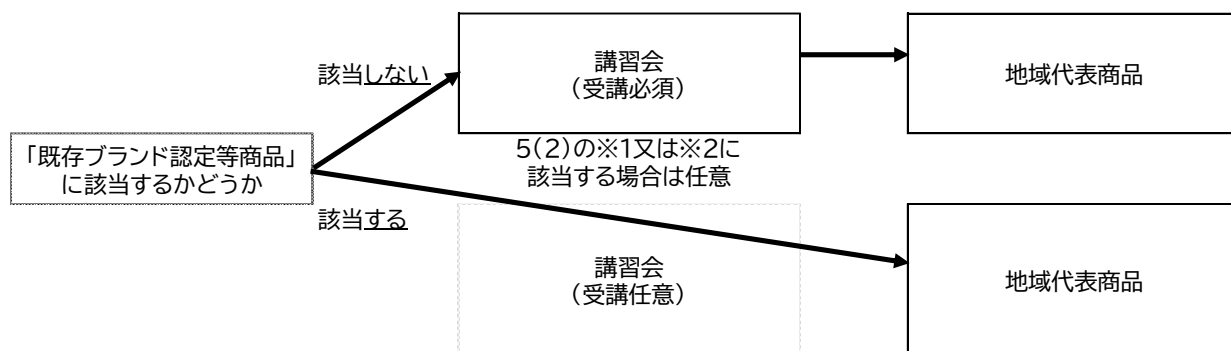 「既存ブランド認定等商品」
に該当するかどうか
該当しない
講習会
（受講必須）
地域代表商品
5(2)の※1又は※2に
該当する場合は任意
該当する
講習会
（受講任意）
地域代表商品